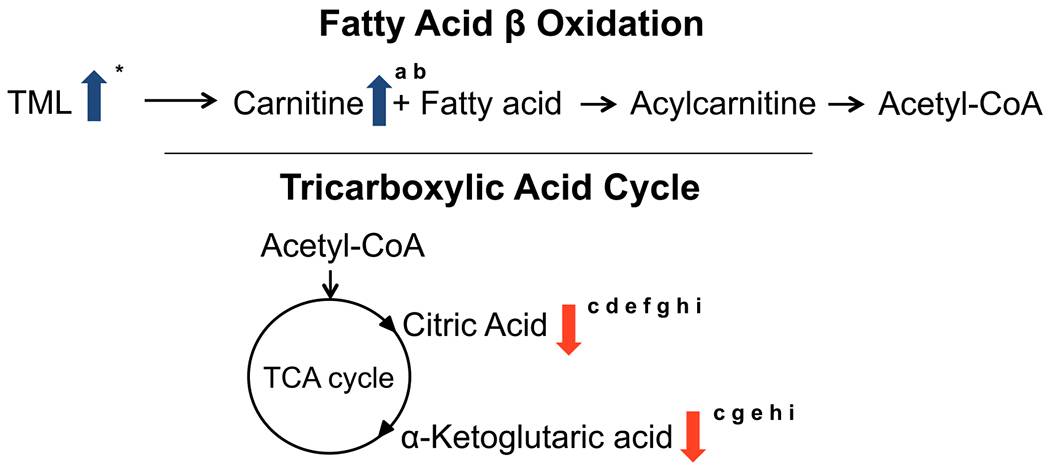 Fatty Acid β Oxidation
TML * Carnitine a b + Fatty acid Acylcarnitine Acetyl-CoA
Tricarboxylic Acid Cycle
Acetyl-CoA
Citric Acid c d e f g h i
TCA cycle
α-Ketoglutaric acid c g e h i